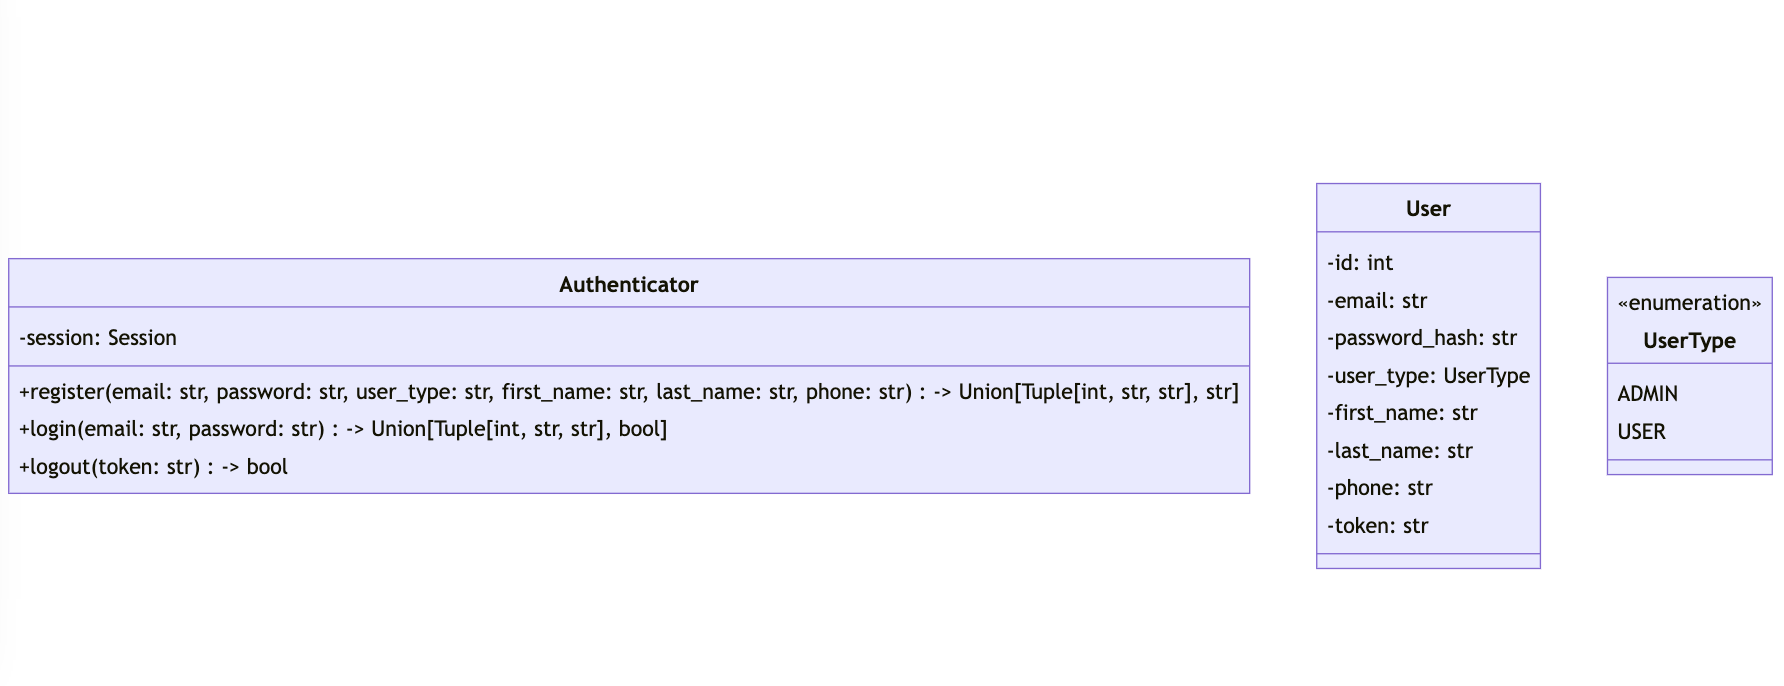 Authenticator
-session: Session
+register(email: str, password: str, user_type: str, first_name: str, last_name: str, phone: str) : -> Union[Tuple[int, str, str], str]
+login(email: str, password: str) : -> Union[Tuple[int, str, str], bool]
+logout(token: str) : -> bool
User
-id: int
-email: str
-password_hash: str
-user_type: UserType
-first_name: str
-last_name: str
-phone: str
-token: str
«enumeration»
UserType
ADMIN
USER